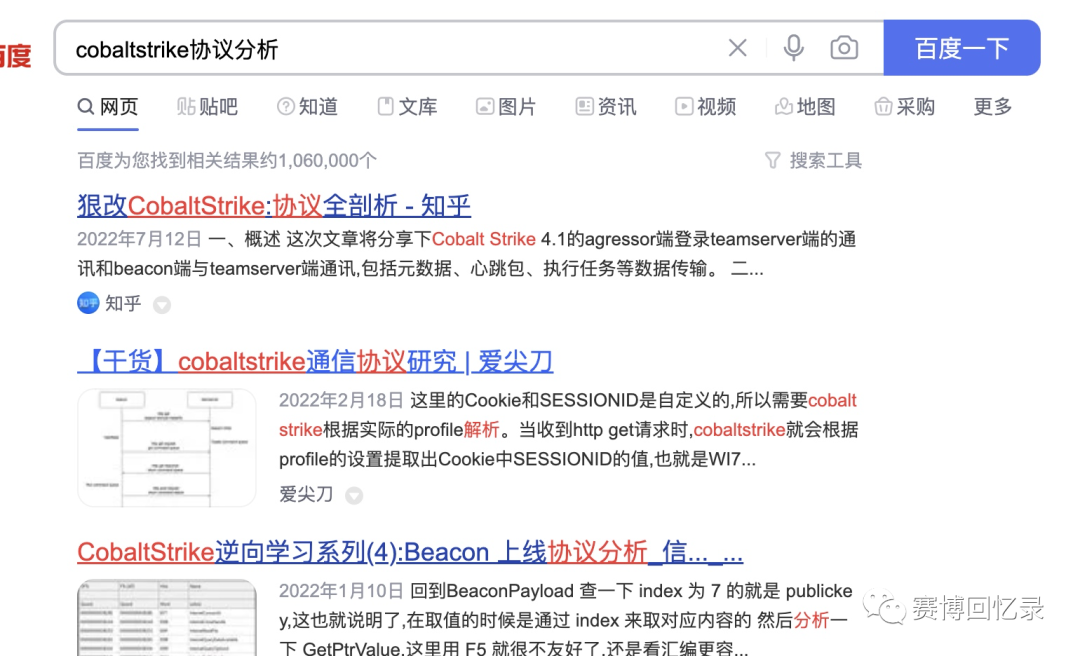 百度
cobaltstrike协议分析
百度一下
网页 贴吧 知道 文库 图片 资讯 视频 地图 采购 更多
百度为您找到相关结果约1,060,000个
搜索工具
狠改CobaltStrike:协议全剖析 - 知乎
2022年7月12日 一、概述 这次文章将分享下Cobalt Strike 4.1的agressor端登录teamserver端的通
讯和beacon端与teamserver端通讯,包括元数据、心跳包、执行任务等数据传输。 二...
知乎 知乎
【干货】cobaltstrike通信协议研究 | 爱尖刀
2022年2月18日 这里的Cookie和SESSIONID是自定义的,所以需要cobalt
strike根据实际的profile解析。当收到http get请求时,cobaltstrike就会根据
profile的设置提取出Cookie中SESSIONID的值,也就是WI7...
爱尖刀
CobaltStrike逆向学习系列(4):Beacon 上线协议分析_信..._...
2022年1月10日 回到BeaconPayload 查一下 index 为 7 的就是 publicke
y,这也就说明了,在取值的时候是通过 index 来取对应内容的 然后分析一
下 GetPtrValue,这里用 F5 就很不友好了,还是看汇编更容...
赛博回忆录